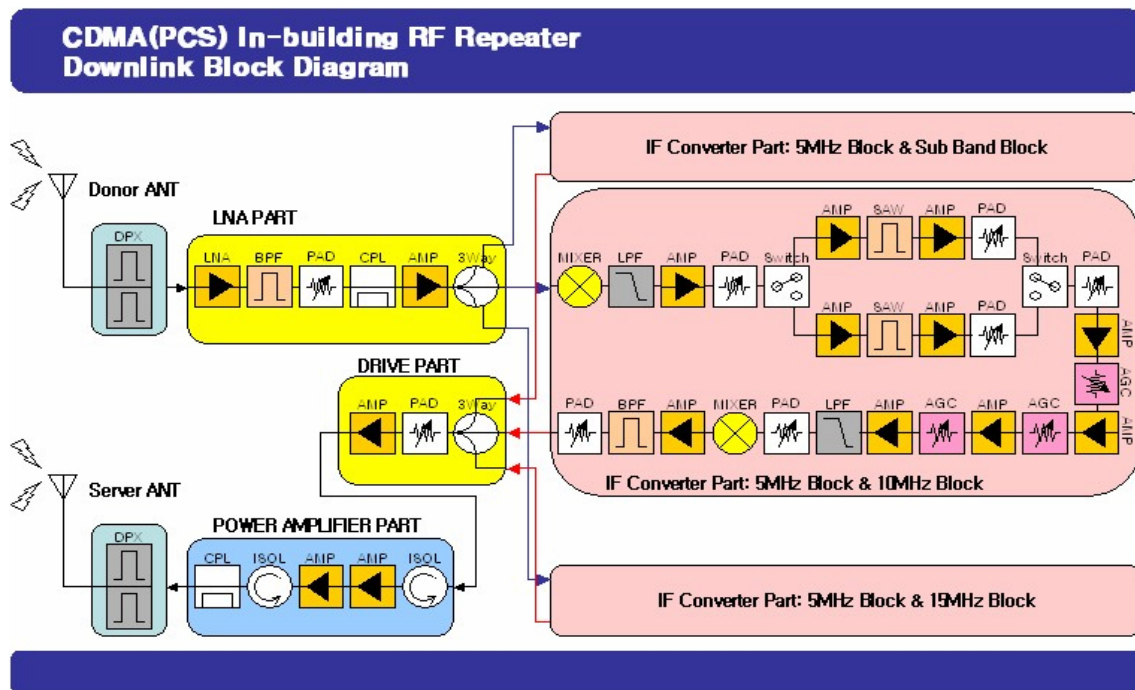 CDMA(PCS) In-building RF Repeater
Downlink Block Diagram
IF Converter Part: 5MHz Block & Sub Band Block
Donor ANT
LNA PART
DPX
LNA BPF PAD CPL AMP 3Way
MIXER LPF AMP PAD Switch
AMP SAW AMP PAD
Switch PAD
AMP SAW AMP PAD
AMP
AGC
AMP
DRIVE PART
AMP PAD 3Way
PAD BPF AMP MIXER PAD LPF AMP AGC AMP AGC
IF Converter Part: 5MHz Block & 10MHz Block
Server ANT
POWER AMPLIFIER PART
DPX
CPL ISOL AMP AMP ISOL
IF Converter Part: 5MHz Block & 15MHz Block